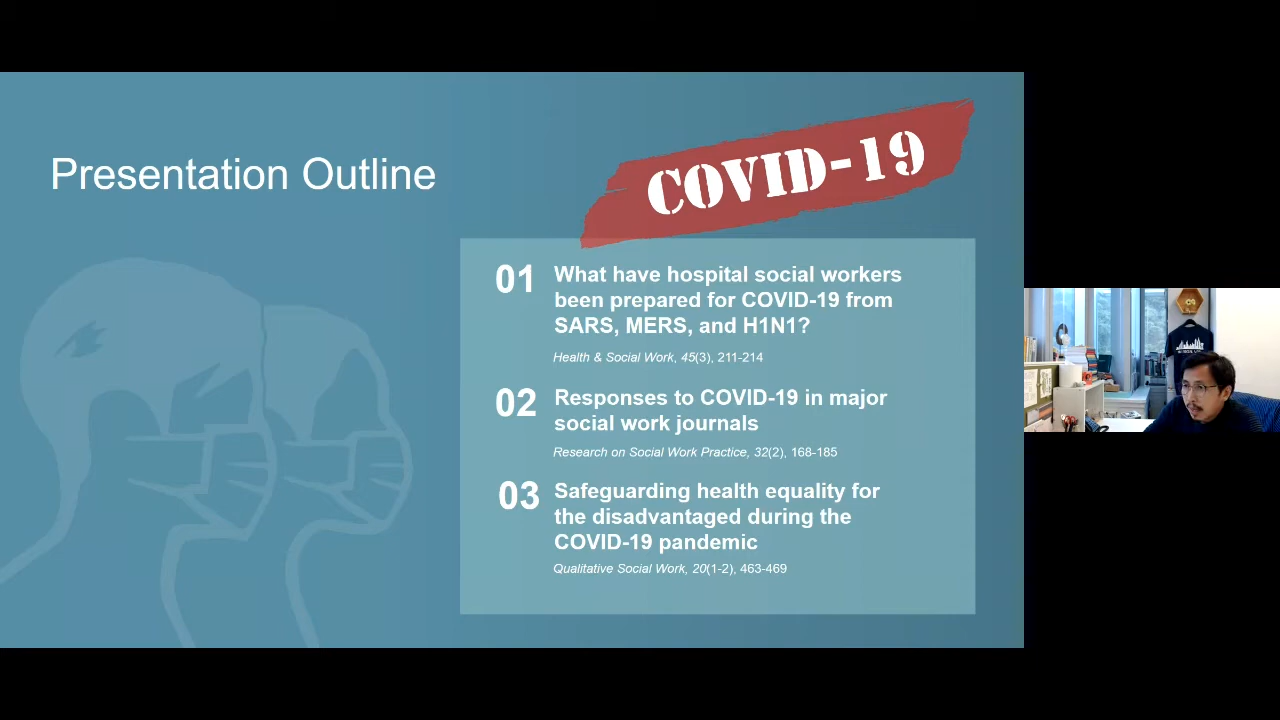 Presentation Outline
COVID-19
01 What have hospital social workers
been prepared for COVID-19 from
SARS, MERS, and H1N1?
Health & Social Work, 45(3), 211-214
02 Responses to COVID-19 in major
social work journals
Research on Social Work Practice, 32(2), 168-185
03 Safeguarding health equality for
the disadvantaged during the
COVID-19 pandemic
Qualitative Social Work, 20(1-2), 463-469